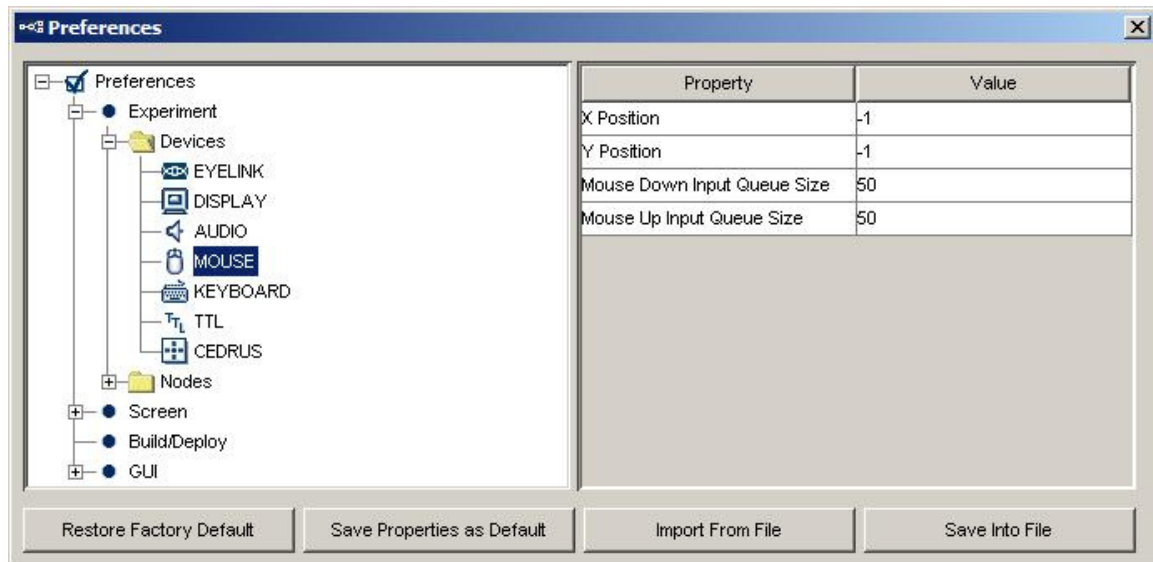 Preferences
Preferences
Experiment
Devices
EYELINK
DISPLAY
AUDIO
MOUSE
KEYBOARD
TTL TTL
CEDRUS
Nodes
Screen
Build/Deploy
GUI
Property Value
X Position -1
Y Position -1
Mouse Down Input Queue Size 50
Mouse Up Input Queue Size 50
Restore Factory Default Save Properties as Default Import From File Save Into File